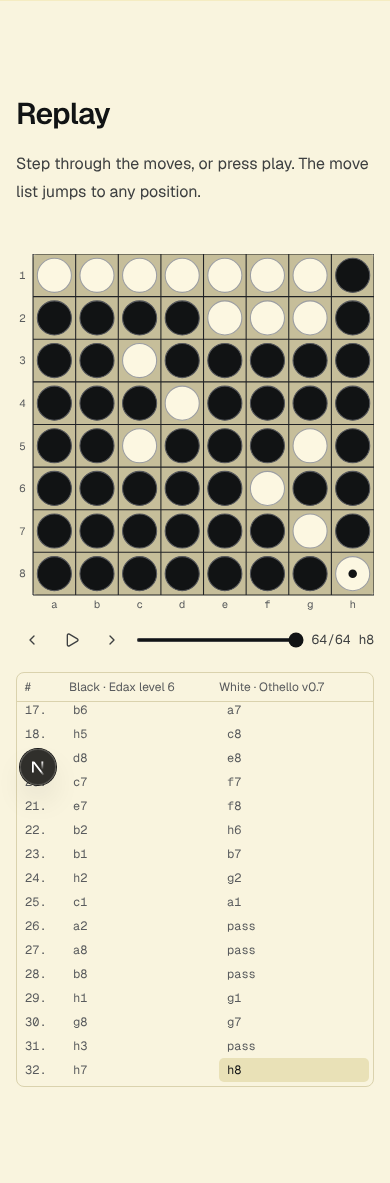 Replay
Step through the moves, or press play. The move
list jumps to any position.
1
2
3
4
5
6
7
8
a b c d e f g h
64/64 h8
# Black · Edax level 6 White · Othello v0.7
17. b6 a7
18. h5 c8
d8 e8
c7 f7
21. e7 f8
22. b2 h6
23. b1 b7
24. h2 g2
25. c1 a1
26. a2 pass
27. a8 pass
28. b8 pass
29. h1 g1
30. g8 g7
31. h3 pass
32. h7 h8
N